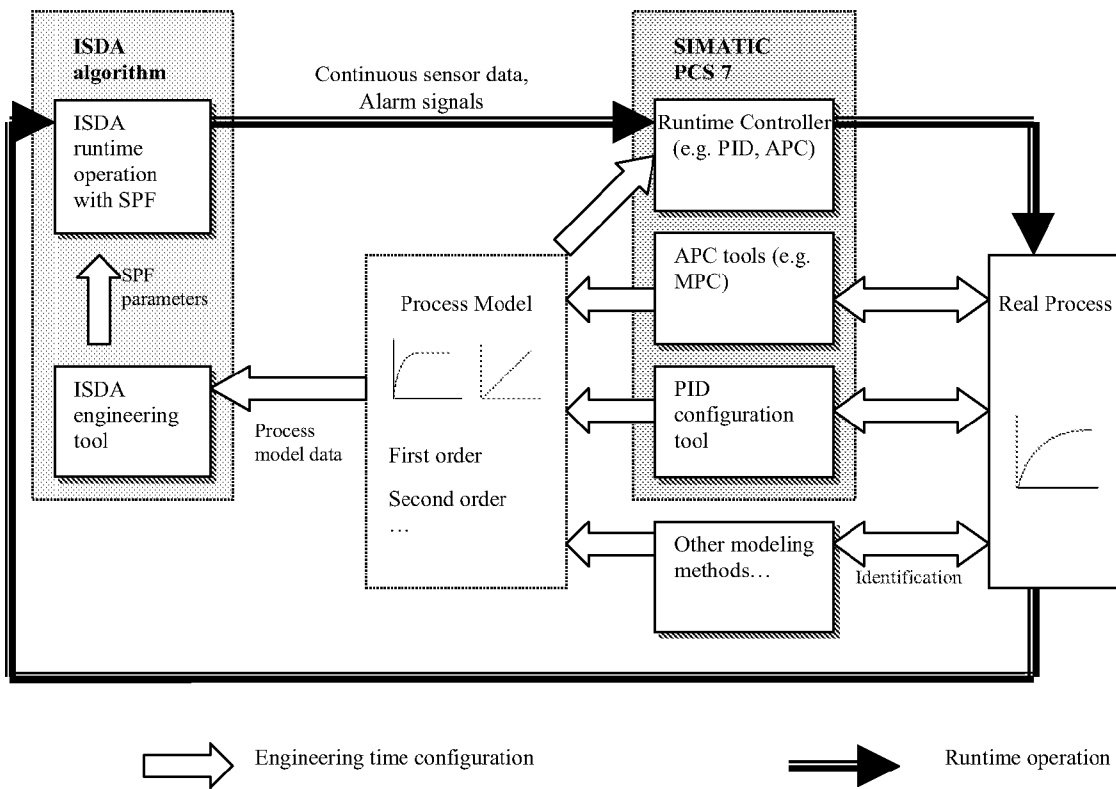 ISDA
algorithm
ISDA
runtime
operation
with SPF
SPF
parameters
ISDA
engineering
tool
Continuous sensor data,
Alarm signals
Process
model data
Process Model
First order
Second order
…
SIMATIC
PCS 7
Runtime Controller
(e.g. PID, APC)
APC tools (e.g.
MPC)
PID
configuration
tool
Other modeling
methods…
Identification
Real Process
Engineering time configuration
Runtime operation